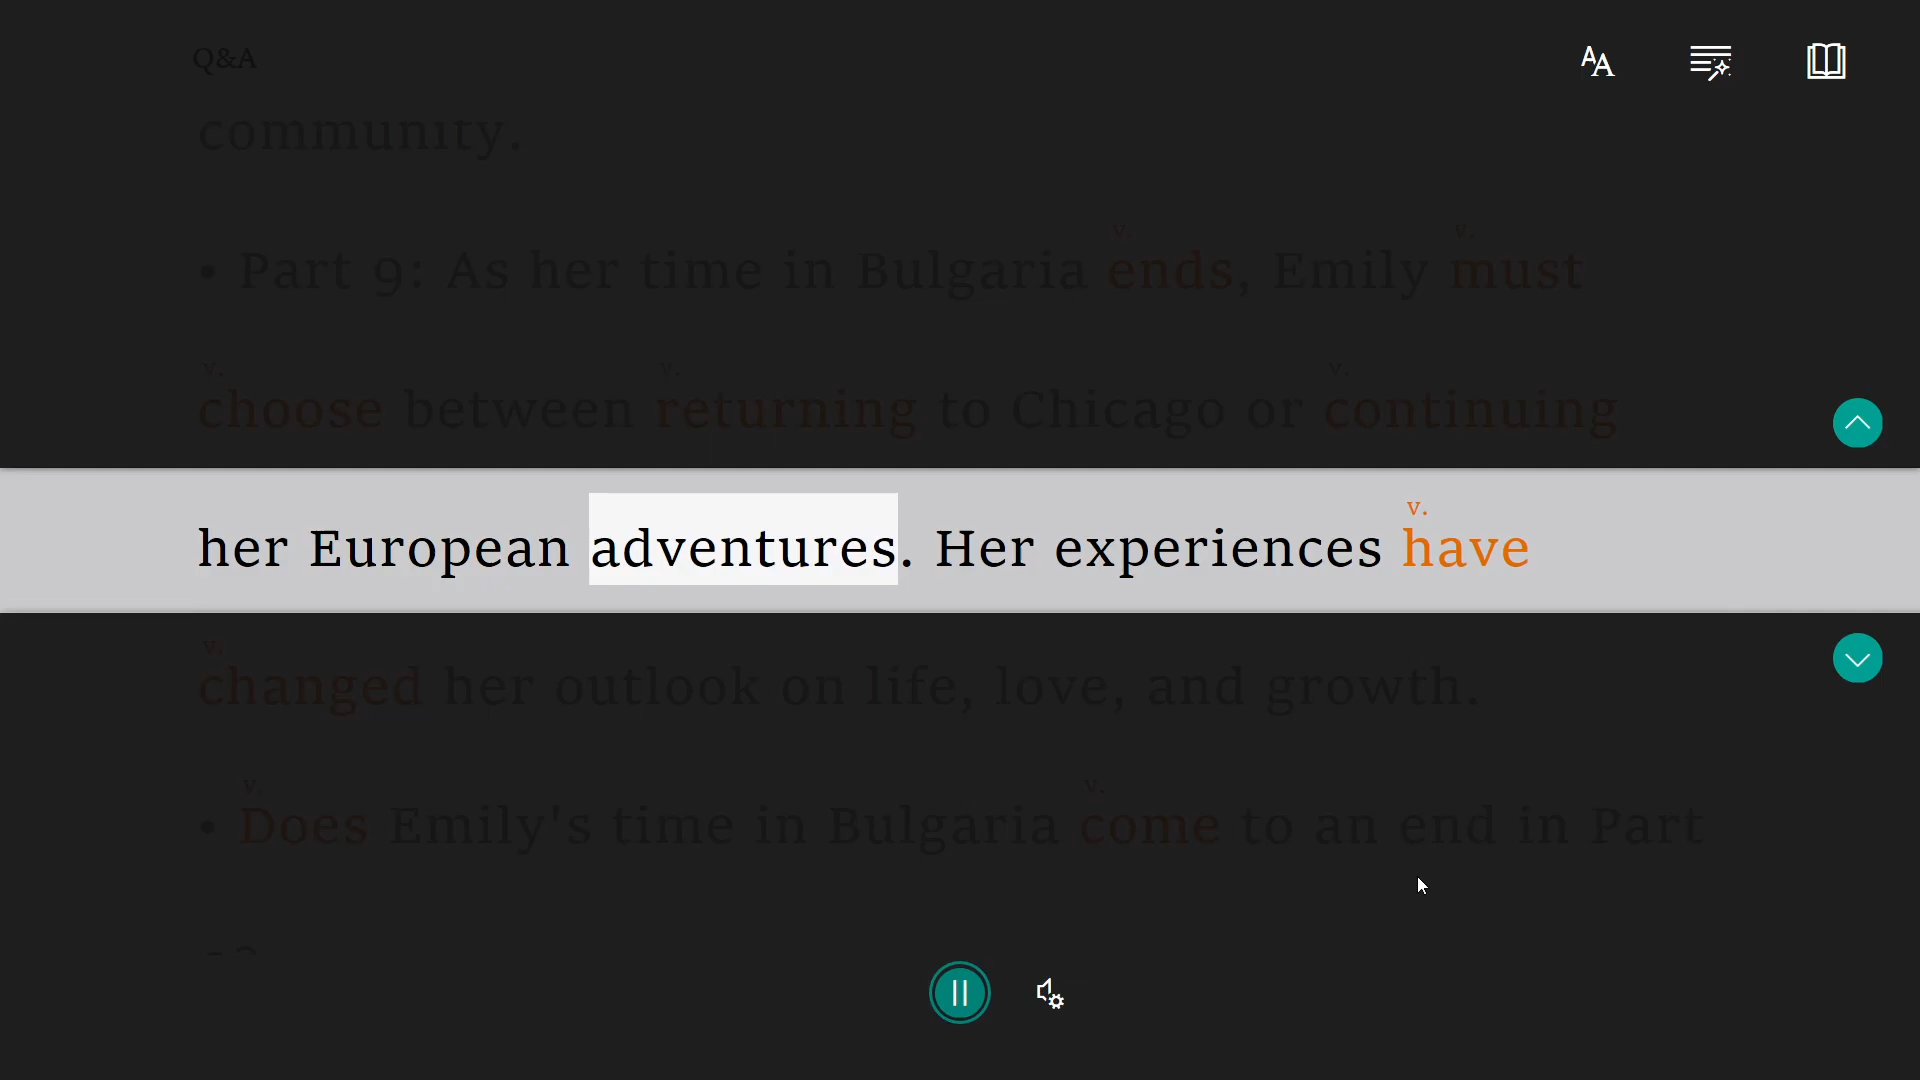 Q&A
community.
v. v.
• Part 9: As her time in Bulgaria ends, Emily must
v. v. v.
choose between returning to Chicago or continuing
v.
her European adventures. Her experiences have
v.
changed her outlook on life, love, and growth.
v. v.
• Does Emily's time in Bulgaria come to an end in Part